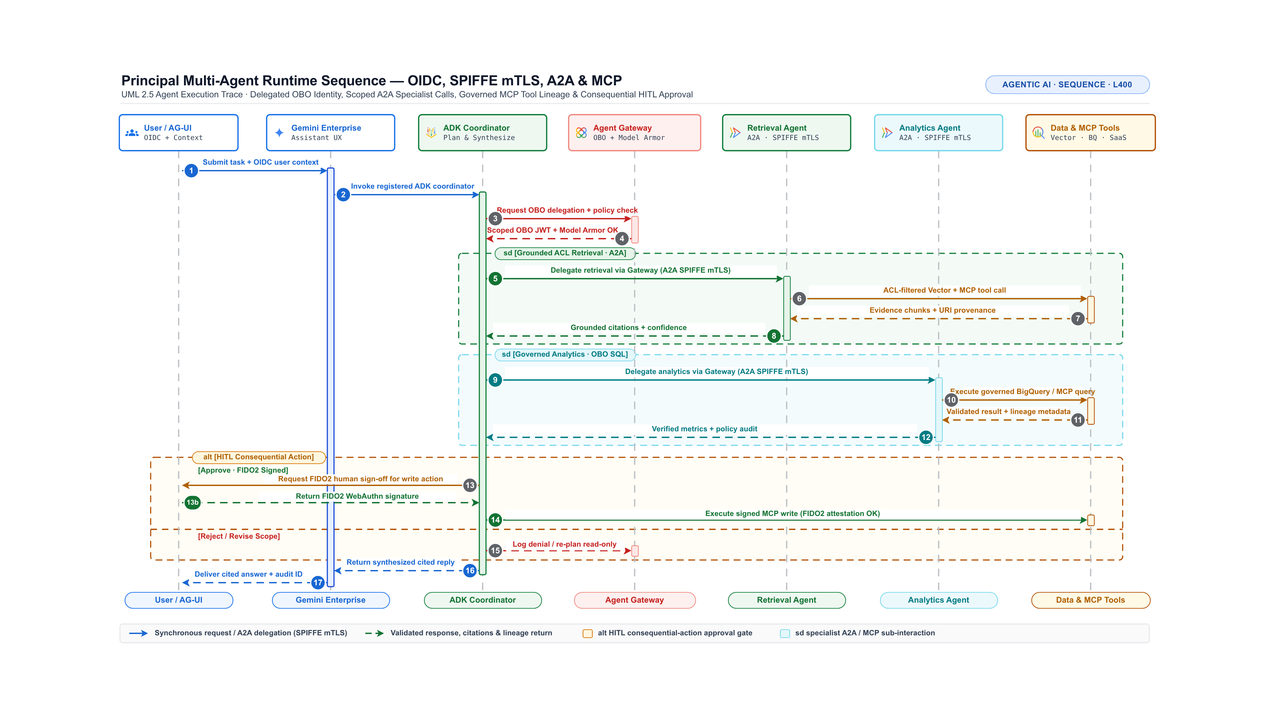 Principal Multi-Agent Runtime Sequence — OIDC, SPIFFE mTLS, A2A & MCP
UML 2.5 Agent Execution Trace · Delegated OBO Identity, Scoped A2A Specialist Calls, Governed MCP Tool Lineage & Consequential HITL Approval
AGENTIC AI · SEQUENCE · L400
User / AG-UI
OIDC + Context
Gemini Enterprise
Assistant UX
ADK Coordinator
Plan & Synthesize
Agent Gateway
OBO + Model Armor
Retrieval Agent
A2A · SPIFFE mTLS
Analytics Agent
A2A · SPIFFE mTLS
Data & MCP Tools
Vector · BQ · SaaS
1 Submit task + OIDC user context
2 Invoke registered ADK coordinator
3 Request OBO delegation + policy check
Scoped OBO JWT + Model Armor OK 4
sd [Grounded ACL Retrieval · A2A]
5 Delegate retrieval via Gateway (A2A SPIFFE mTLS)
6 ACL-filtered Vector + MCP tool call
Evidence chunks + URI provenance 7
Grounded citations + confidence 8
sd [Governed Analytics · OBO SQL]
9 Delegate analytics via Gateway (A2A SPIFFE mTLS)
10 Execute governed BigQuery / MCP query
Validated result + lineage metadata 11
Verified metrics + policy audit 12
alt [HITL Consequential Action]
[Approve · FIDO2 Signed]
Request FIDO2 human sign-off for write action 13
13b Return FIDO2 WebAuthn signature
14 Execute signed MCP write (FIDO2 attestation OK)
[Reject / Revise Scope]
15 Log denial / re-plan read-only
Return synthesized cited reply 16
Deliver cited answer + audit ID 17
User / AG-UI
Gemini Enterprise
ADK Coordinator
Agent Gateway
Retrieval Agent
Analytics Agent
Data & MCP Tools
Synchronous request / A2A delegation (SPIFFE mTLS)
Validated response, citations & lineage return
alt HITL consequential-action approval gate
sd specialist A2A / MCP sub-interaction